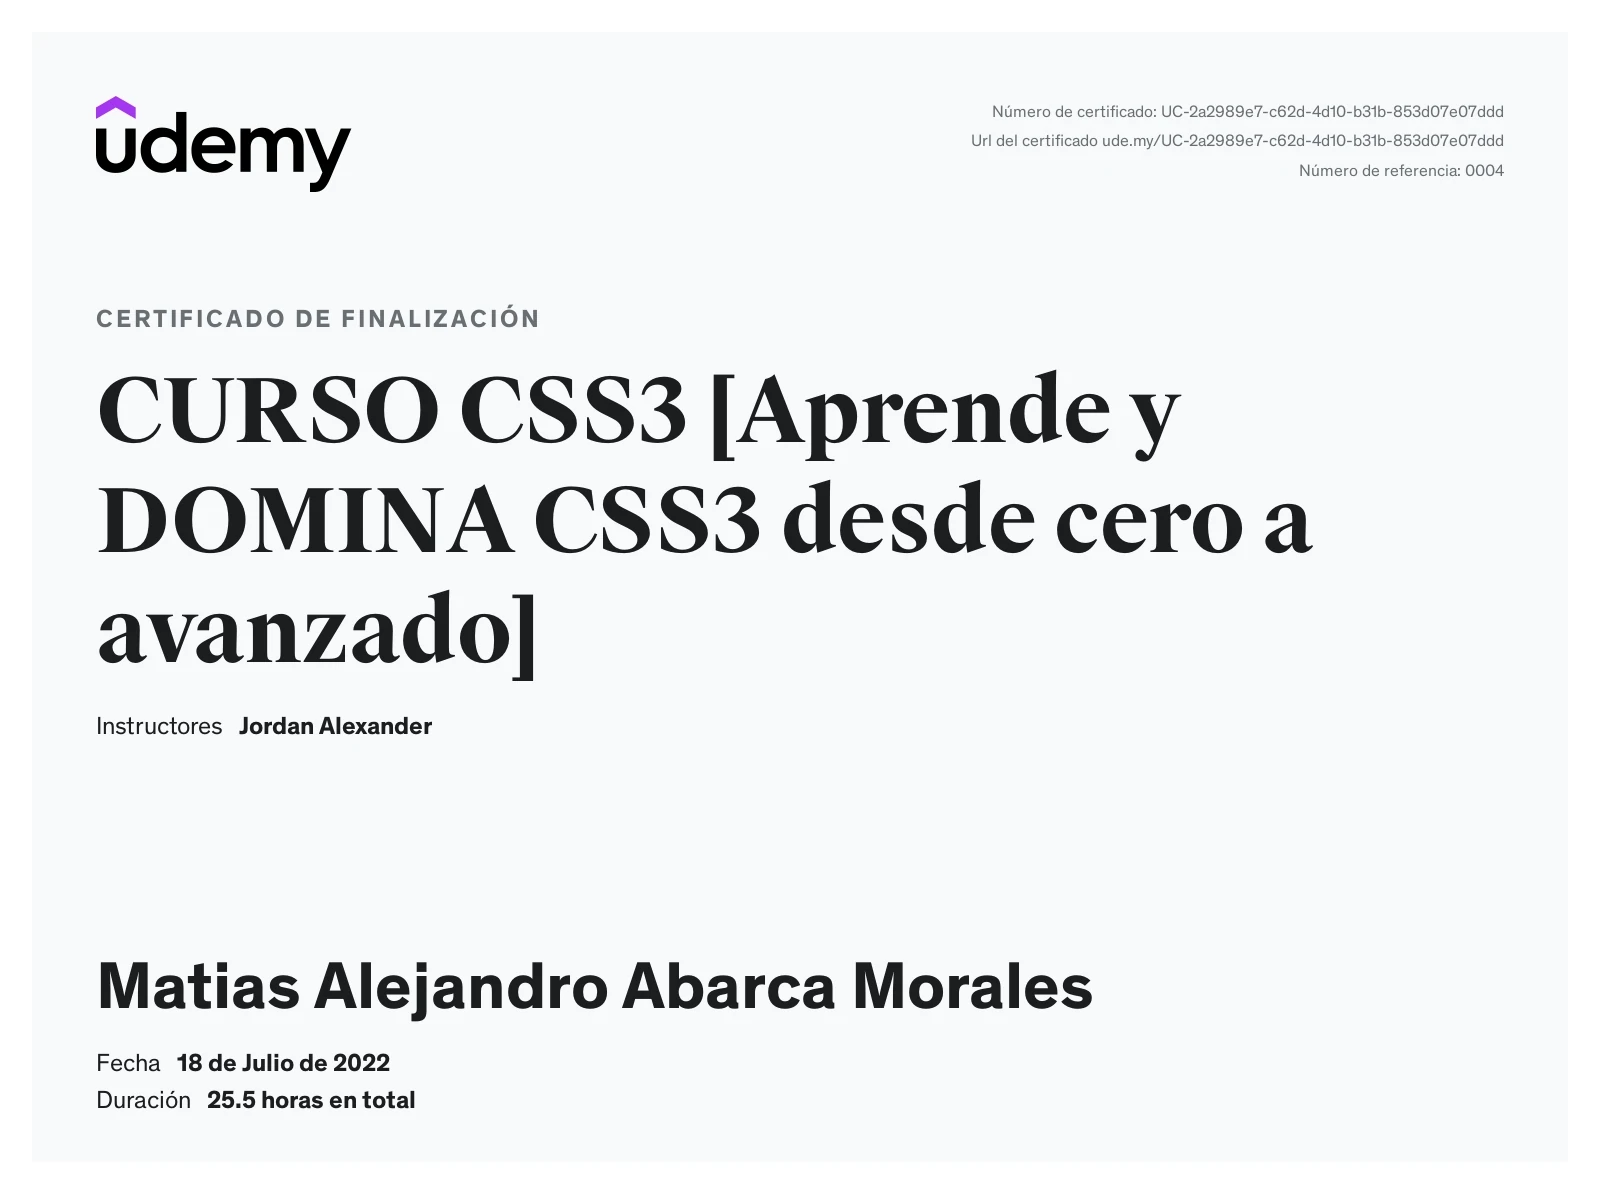 udemy
Número de certificado: UC-2a2989e7-c62d-4d10-b31b-853d07e07ddd
Url del certificado ude.my/UC-2a2989e7-c62d-4d10-b31b-853d07e07ddd
Número de referencia: 0004
CERTIFICADO DE FINALIZACIÓN
CURSO CSS3 [Aprende y
DOMINA CSS3 desde cero a
avanzado]
Instructores Jordan Alexander
Matias Alejandro Abarca Morales
Fecha 18 de Julio de 2022
Duración 25.5 horas en total